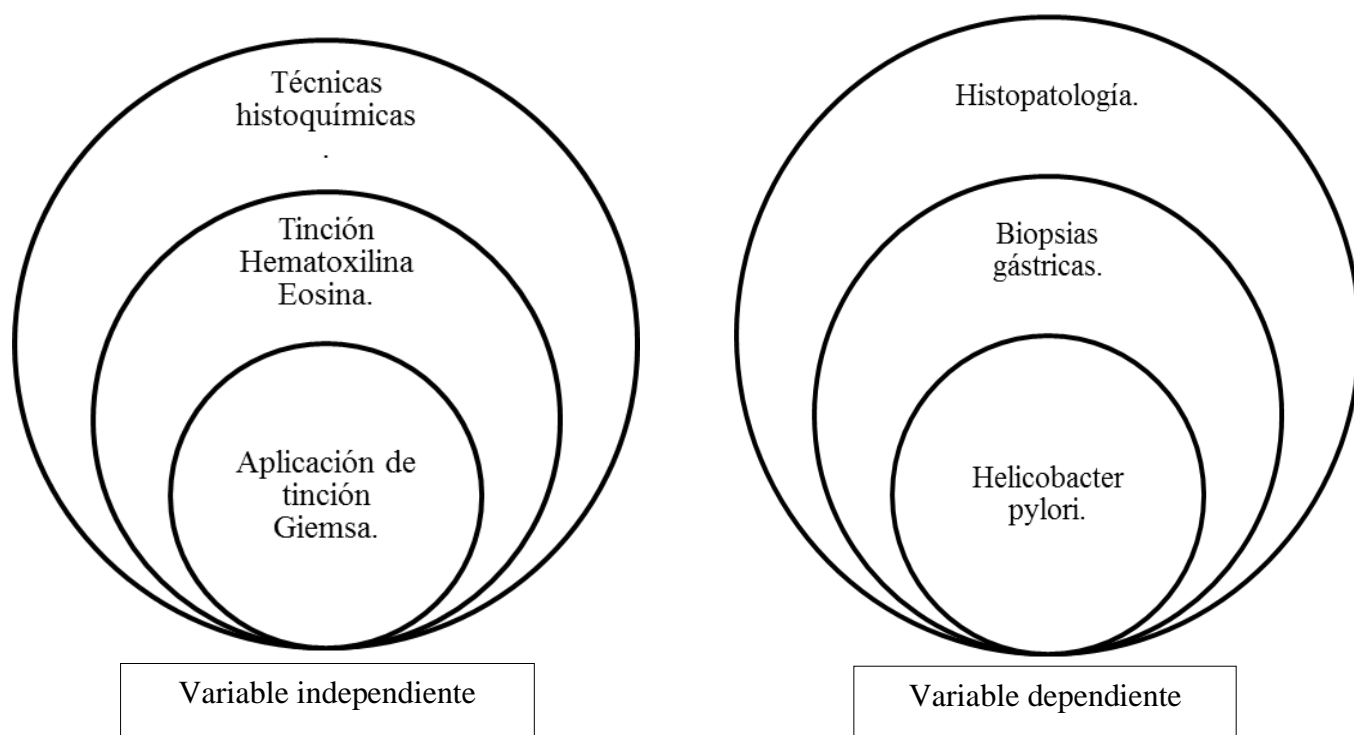 Técnicas
histoquímicas
.
Tinción
Hematoxilina
Eosina.
Aplicación de
tinción
Giemsa.
Variable independiente
Histopatología.
Biopsias
gástricas.
Helicobacter
pylori.
Variable dependiente